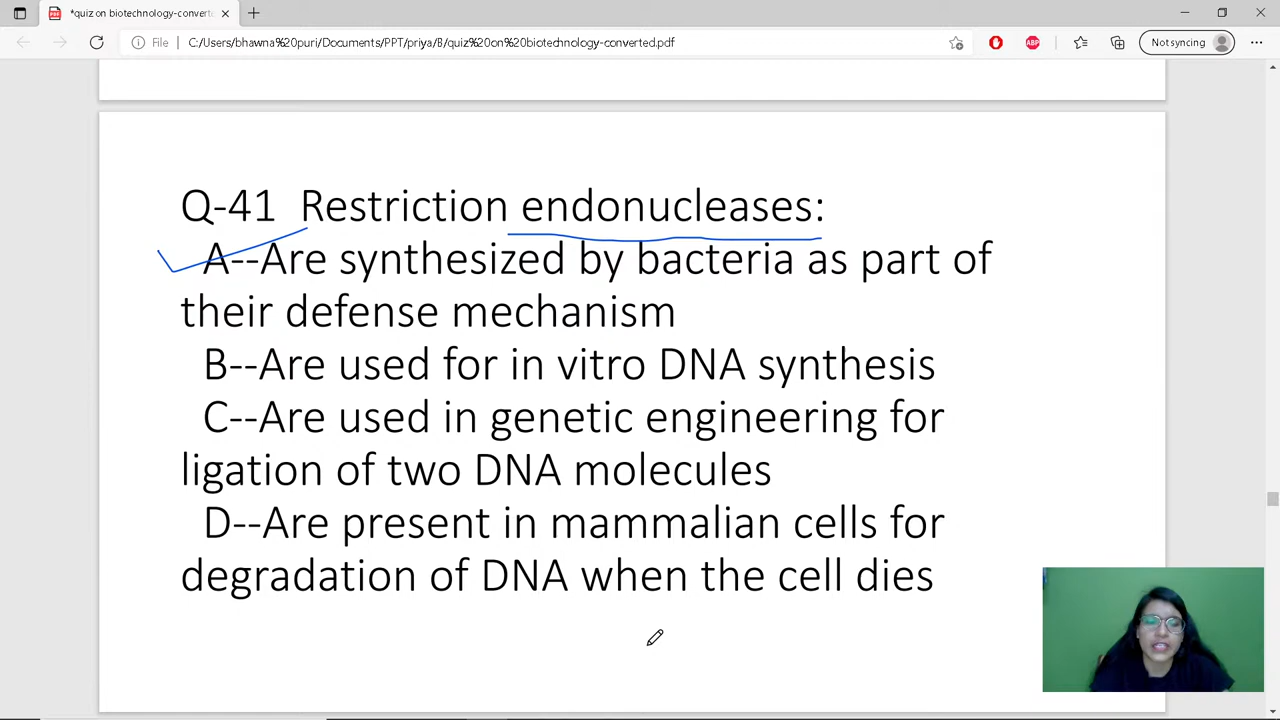 *quiz on biotechnology-converte
File
C:/Users/bhawna%20puri/Documents/PPT/priya/B/quiz%20on%20biotechnology-converted.pdf
ABP
Not syncing
Q-41 Restriction endonucleases:
A--Are synthesized by bacteria as part of
their defense mechanism
B--Are used for in vitro DNA synthesis
C--Are used in genetic engineering for
ligation of two DNA molecules
D--Are present in mammalian cells for
degradation of DNA when the cell dies